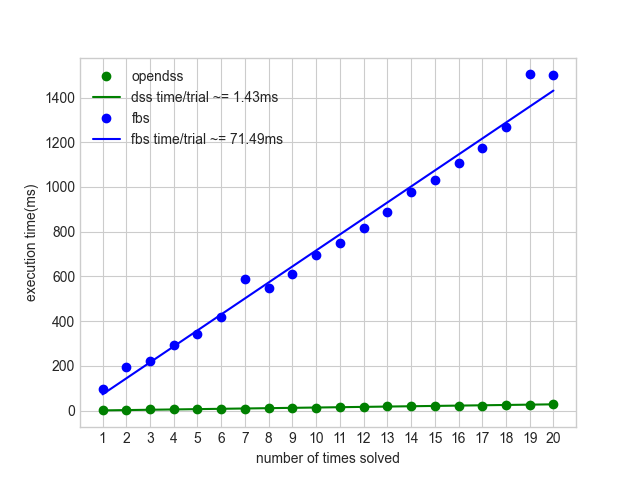 opendss
dss time/trial ~= 1.43ms
fbs
fbs time/trial ~= 71.49ms
execution time(ms)
1400
1200
1000
800
600
400
200
0
1 2 3 4 5 6 7 8 9 10 11 12 13 14 15 16 17 18 19 20
number of times solved